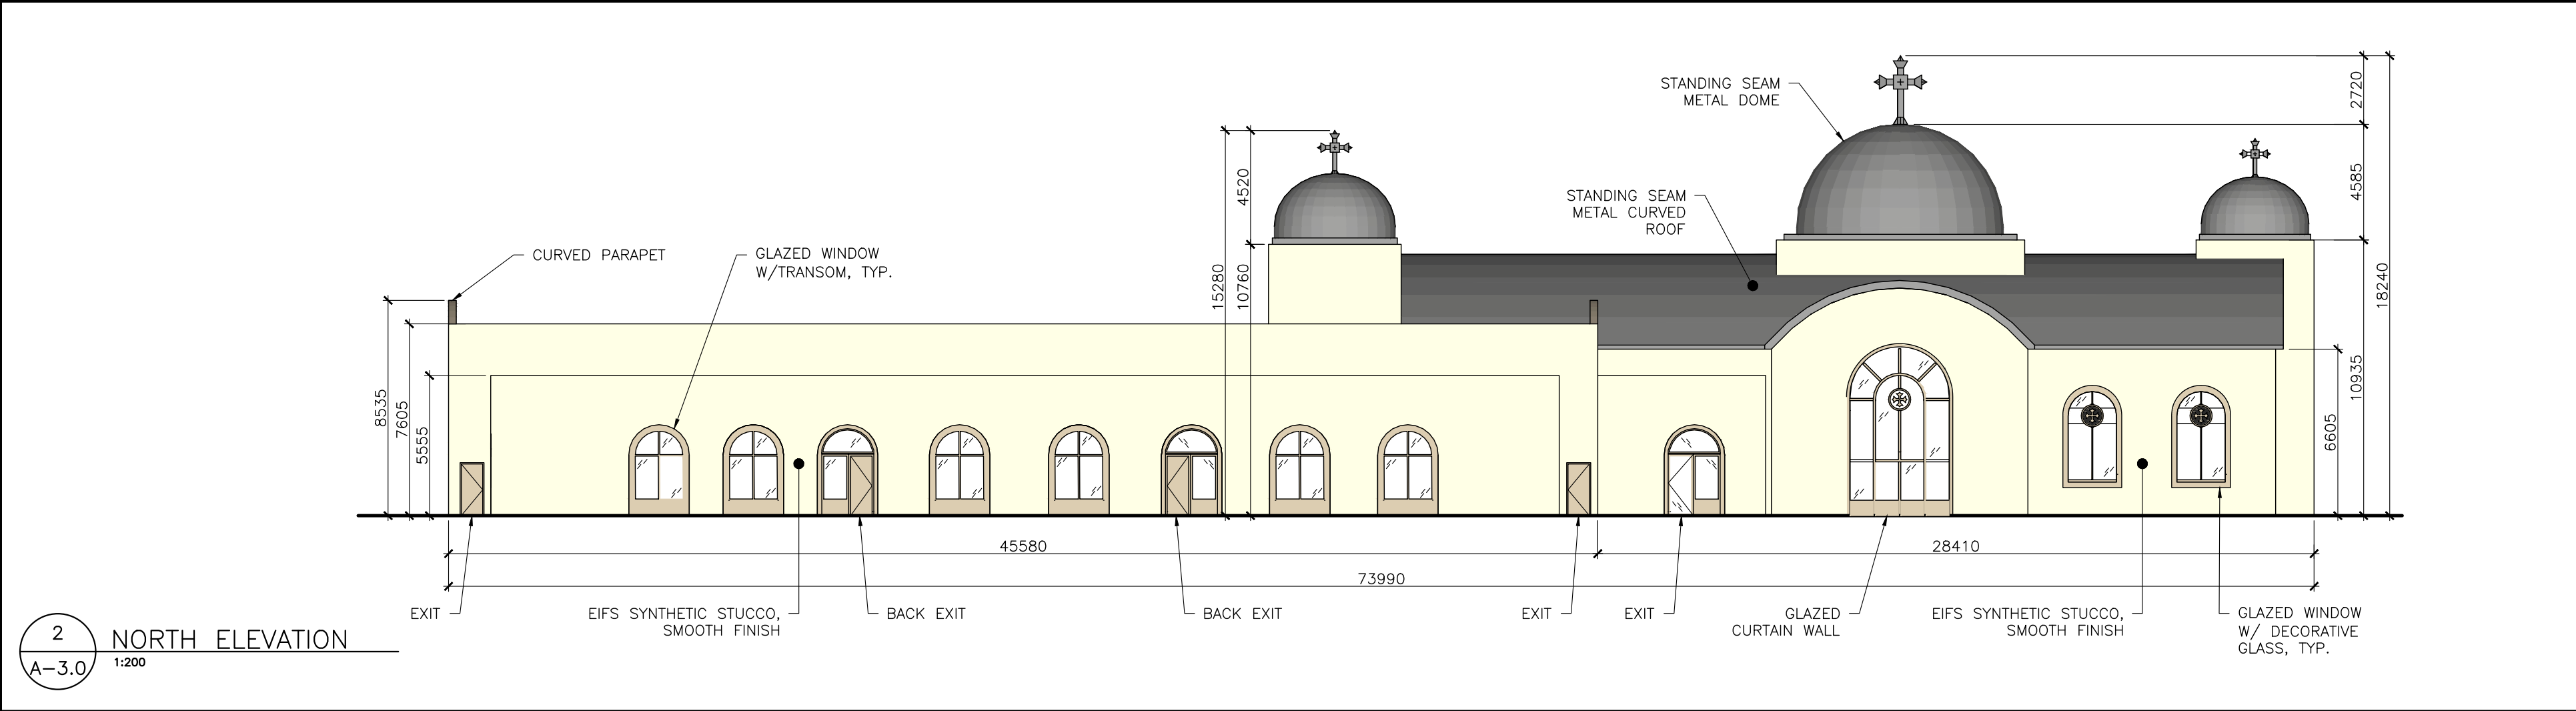 STANDING SEAM
METAL DOME
2720
4520
STANDING SEAM
METAL CURVED
ROOF
4585
CURVED PARAPET
GLAZED WINDOW
W/TRANSOM, TYP.
15280
10760
18240
8535
7605
5555
10935
6605
45580
28410
73990
EXIT
EIFS SYNTHETIC STUCCO,
SMOOTH FINISH
BACK EXIT
BACK EXIT
EXIT
EXIT
GLAZED
CURTAIN WALL
EIFS SYNTHETIC STUCCO,
SMOOTH FINISH
GLAZED WINDOW
W/ DECORATIVE
GLASS, TYP.
2
A-3.0
NORTH ELEVATION
1:200